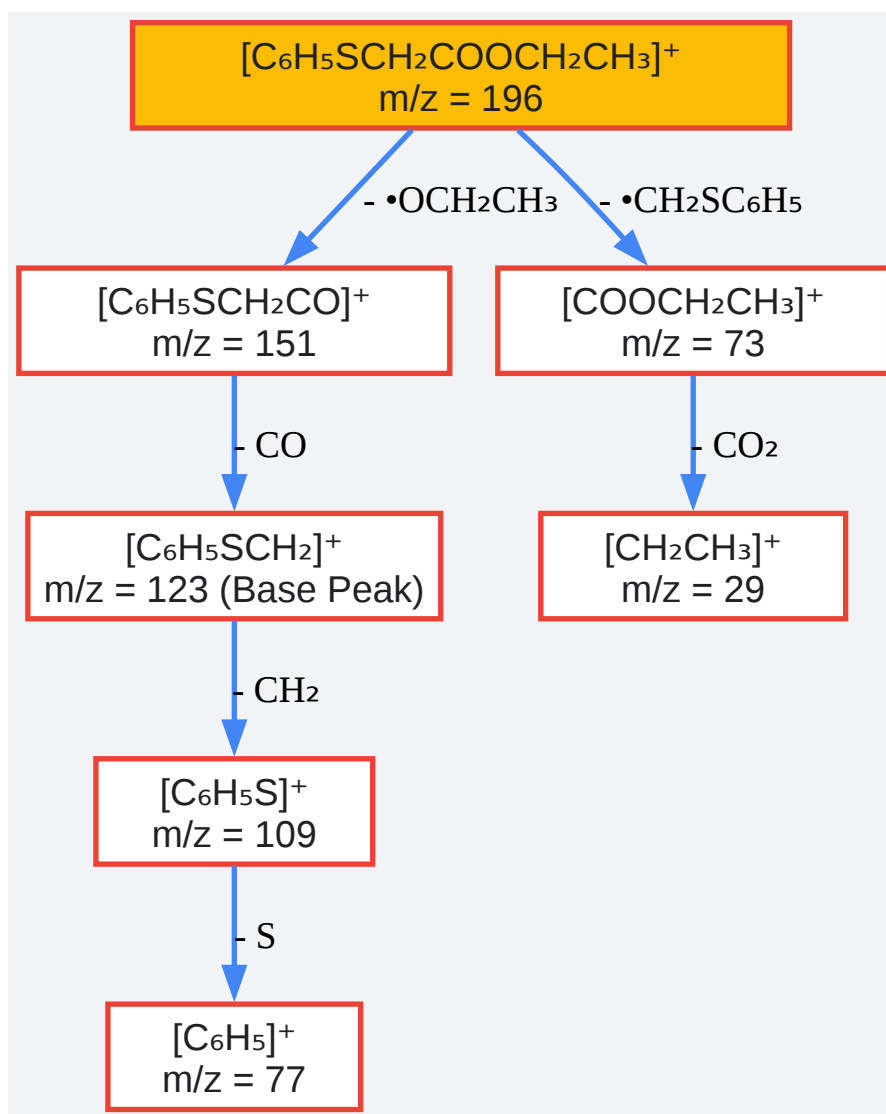 [C₆H₅SCH₂COOCH₂CH₃]⁺
m/z = 196
- •OCH₂CH₃
- •CH₂SC₆H₅
[C₆H₅SCH₂CO]⁺
m/z = 151
[COOCH₂CH₃]⁺
m/z = 73
- CO
- CO₂
[C₆H₅SCH₂]⁺
m/z = 123 (Base Peak)
[CH₂CH₃]⁺
m/z = 29
- CH₂
[C₆H₅S]⁺
m/z = 109
- S
[C₆H₅]⁺
m/z = 77